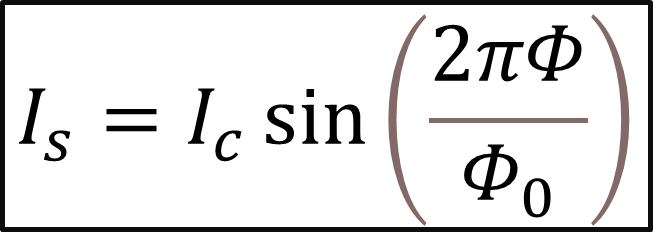 I_s = I_c sin(2πΦ/Φ_0)